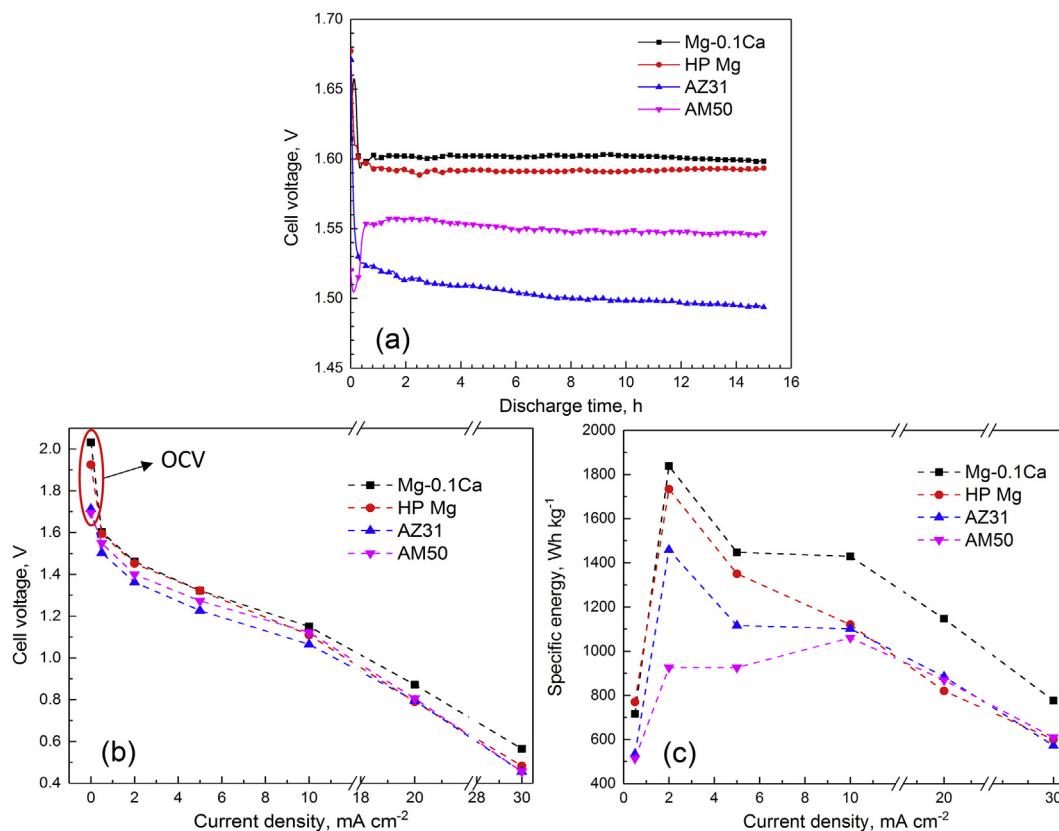 1.70
1.65
1.60
1.55
1.50
1.45
Cell voltage, V
Mg-0.1Ca
HP Mg
AZ31
AM50
(a)
0 2 4 6 8 10 12 14 16
Discharge time, h
2.0
1.8
1.6
1.4
1.2
1.0
0.8
0.6
0.4
Cell voltage, V
OCV
Mg-0.1Ca
HP Mg
AZ31
AM50
(b)
0 2 4 6 8 10 18 20 28 30
Current density, mA cm⁻²
2000
1800
1600
1400
1200
1000
800
600
400
Specific energy, Wh kg⁻¹
Mg-0.1Ca
HP Mg
AZ31
AM50
(c)
0 2 4 6 8 10 20 30
Current density, mA cm⁻²